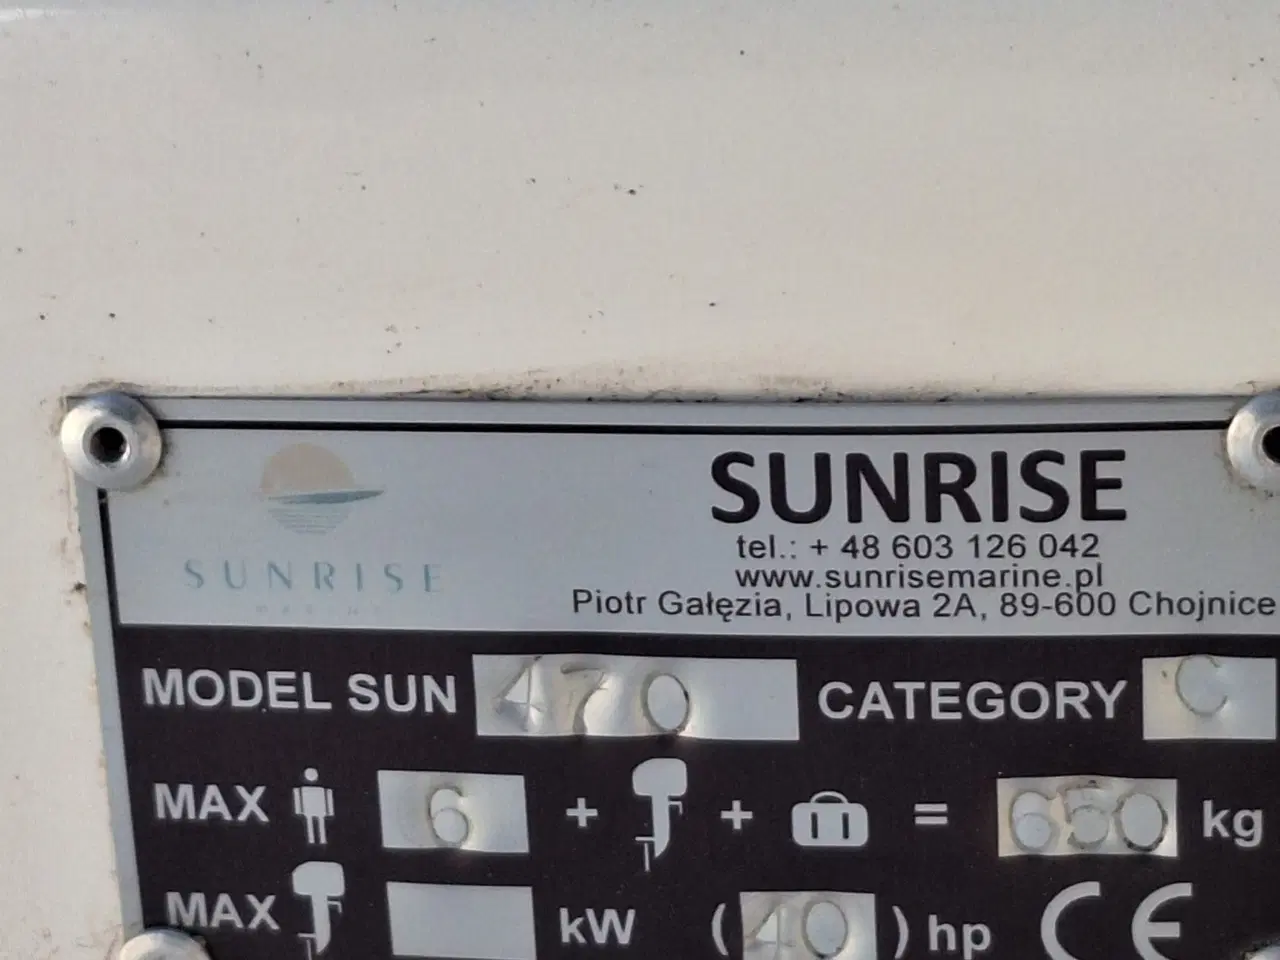 SUNRISE
SUNRISE
MARINE
tel.: + 48 603 126 042
www.sunrisemarine.pl
Piotr Gałęzia, Lipowa 2A, 89-600 Chojnice
MODEL SUN 470 CATEGORY C
MAX 6 + + = 650 kg
MAX kW (40) hp CE